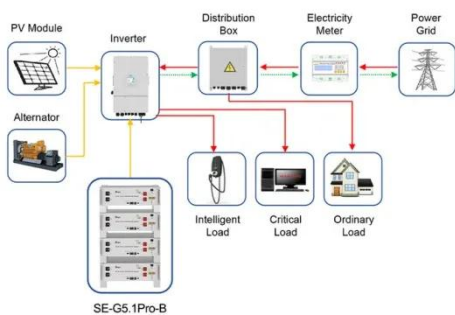 PV Module
Inverter
Distribution
Box
Electricity
Meter
Power
Grid
Alternator
Intelligent
Load
Critical
Load
Ordinary
Load
SE-G5.1Pro-B